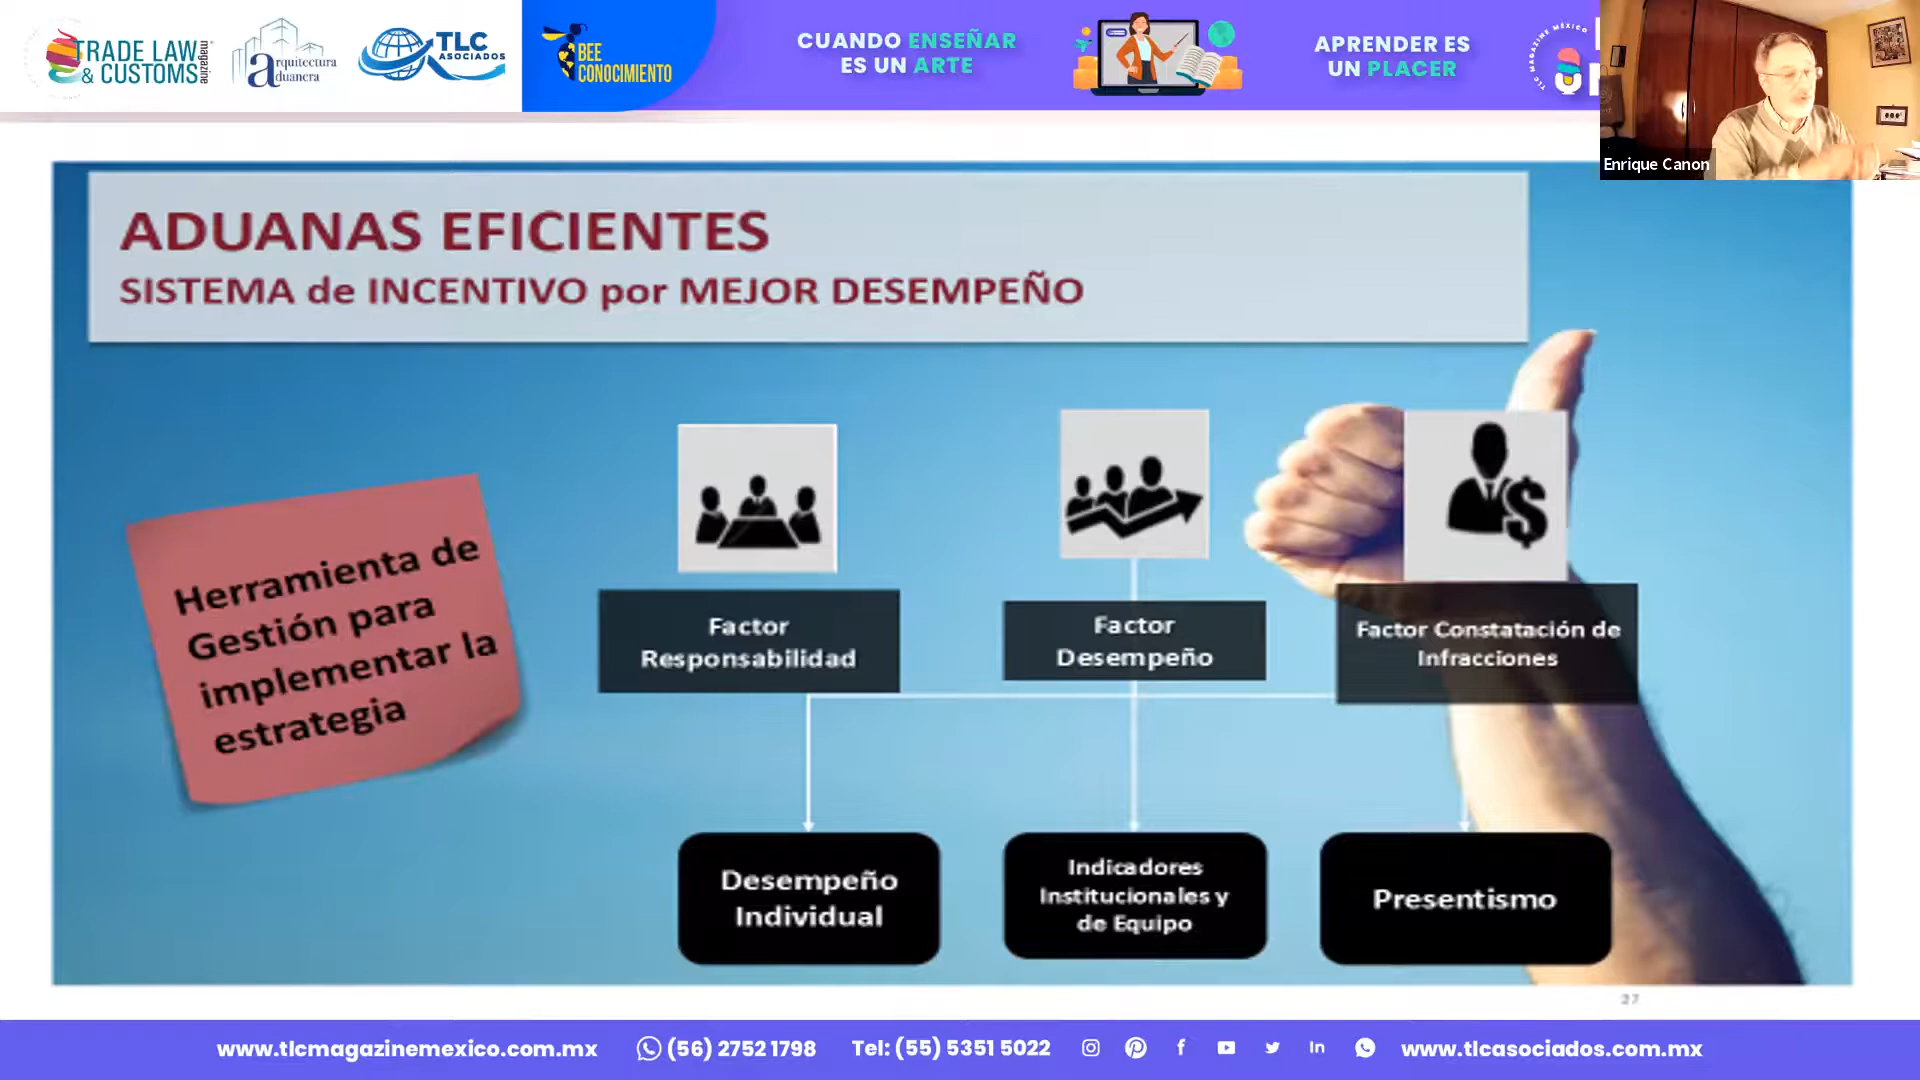 TRADE LAW
& CUSTOMS
magazine
arquitectura
aduanera
TLC
ASOCIADOS
BEE
CONOCIMIENTO
CUANDO ENSEÑAR
ES UN ARTE
APRENDER ES
UN PLACER
TLC MAGAZINE MÉXICO
Enrique Canon
ADUANAS EFICIENTES
SISTEMA de INCENTIVO por MEJOR DESEMPEÑO
Herramienta de
Gestión para
implementar la
estrategia
Factor
Responsabilidad
Factor
Desempeño
Factor Constatación de
Infracciones
Desempeño
Individual
Indicadores
Institucionales y
de Equipo
Presentismo
27
www.tlcmagazinemexico.com.mx
(56) 2752 1798
Tel: (55) 5351 5022
www.tlcasociados.com.mx